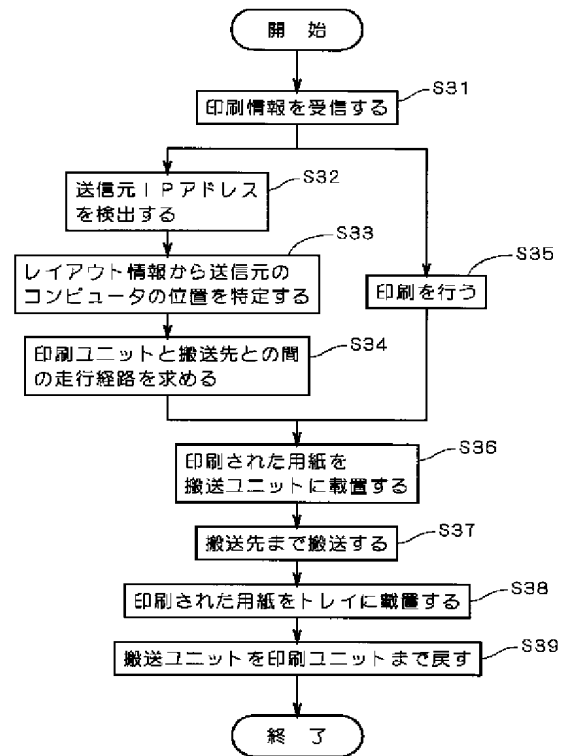 開 始
S31
印刷情報を受信する
S32
送信元IPアドレス
を検出する
S33
レイアウト情報から送信元の
コンピュータの位置を特定する
S34
印刷ユニットと搬送先との間
の走行経路を求める
S35
印刷を行う
S36
印刷された用紙を
搬送ユニットに載置する
S37
搬送先まで搬送する
S38
印刷された用紙をトレイに載置する
S39
搬送ユニットを印刷ユニットまで戻す
終 了